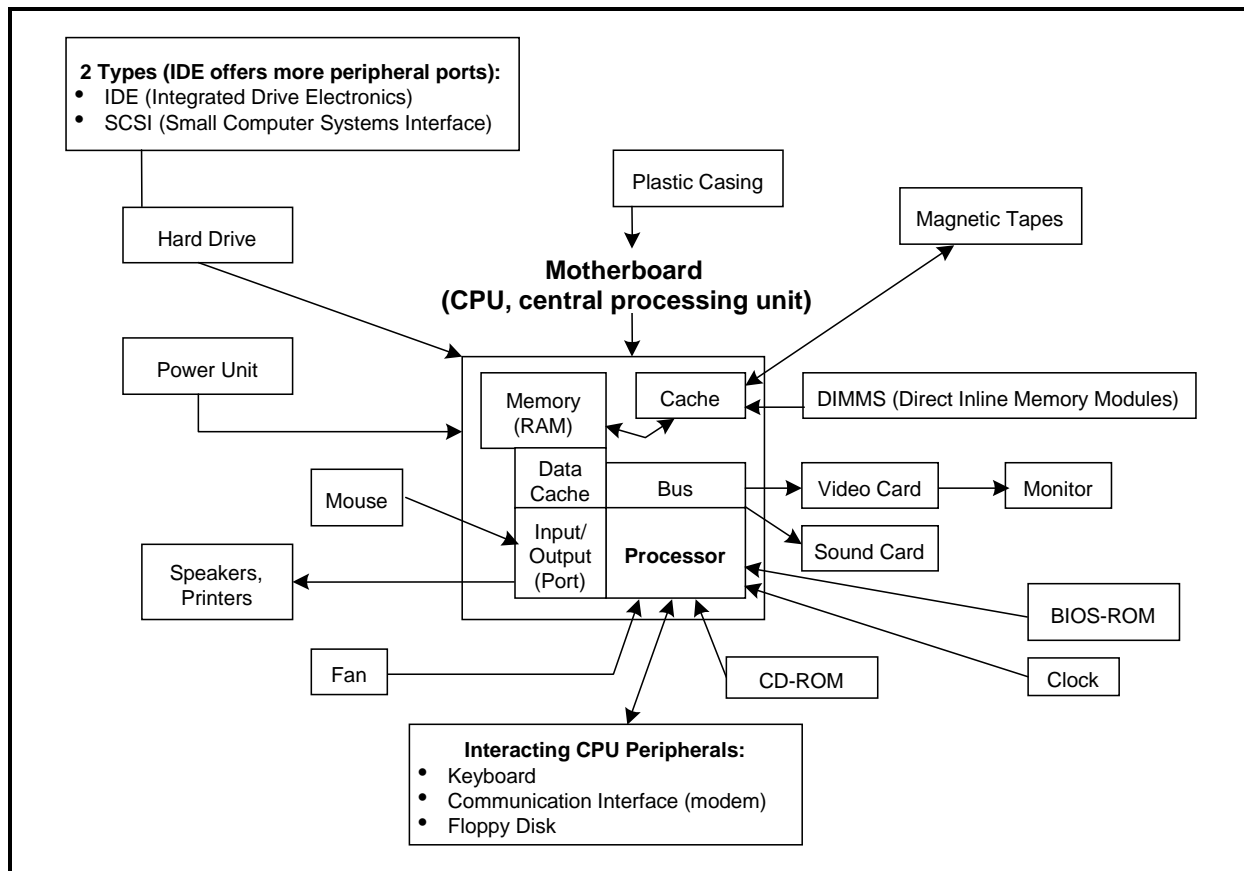 2 Types (IDE offers more peripheral ports):
• IDE (Integrated Drive Electronics)
• SCSI (Small Computer Systems Interface)
Plastic Casing
Magnetic Tapes
Hard Drive
Motherboard
(CPU, central processing unit)
Power Unit
Memory
(RAM)
Cache
DIMMS (Direct Inline Memory Modules)
Data
Cache
Bus
Video Card
Monitor
Mouse
Input/
Output
(Port)
Processor
Sound Card
Speakers,
Printers
BIOS-ROM
Fan
CD-ROM
Clock
Interacting CPU Peripherals:
• Keyboard
• Communication Interface (modem)
• Floppy Disk